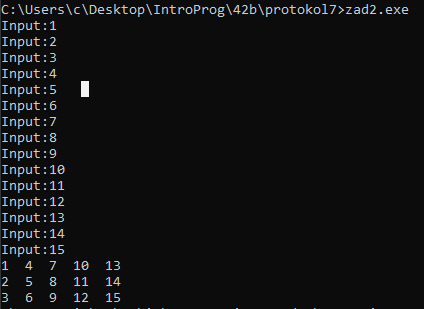 C:\Users\c\Desktop\IntroProg\42b\protokol7>zad2.exe
Input:1
Input:2
Input:3
Input:4
Input:5
Input:6
Input:7
Input:8
Input:9
Input:10
Input:11
Input:12
Input:13
Input:14
Input:15
1 4 7 10 13
2 5 8 11 14
3 6 9 12 15